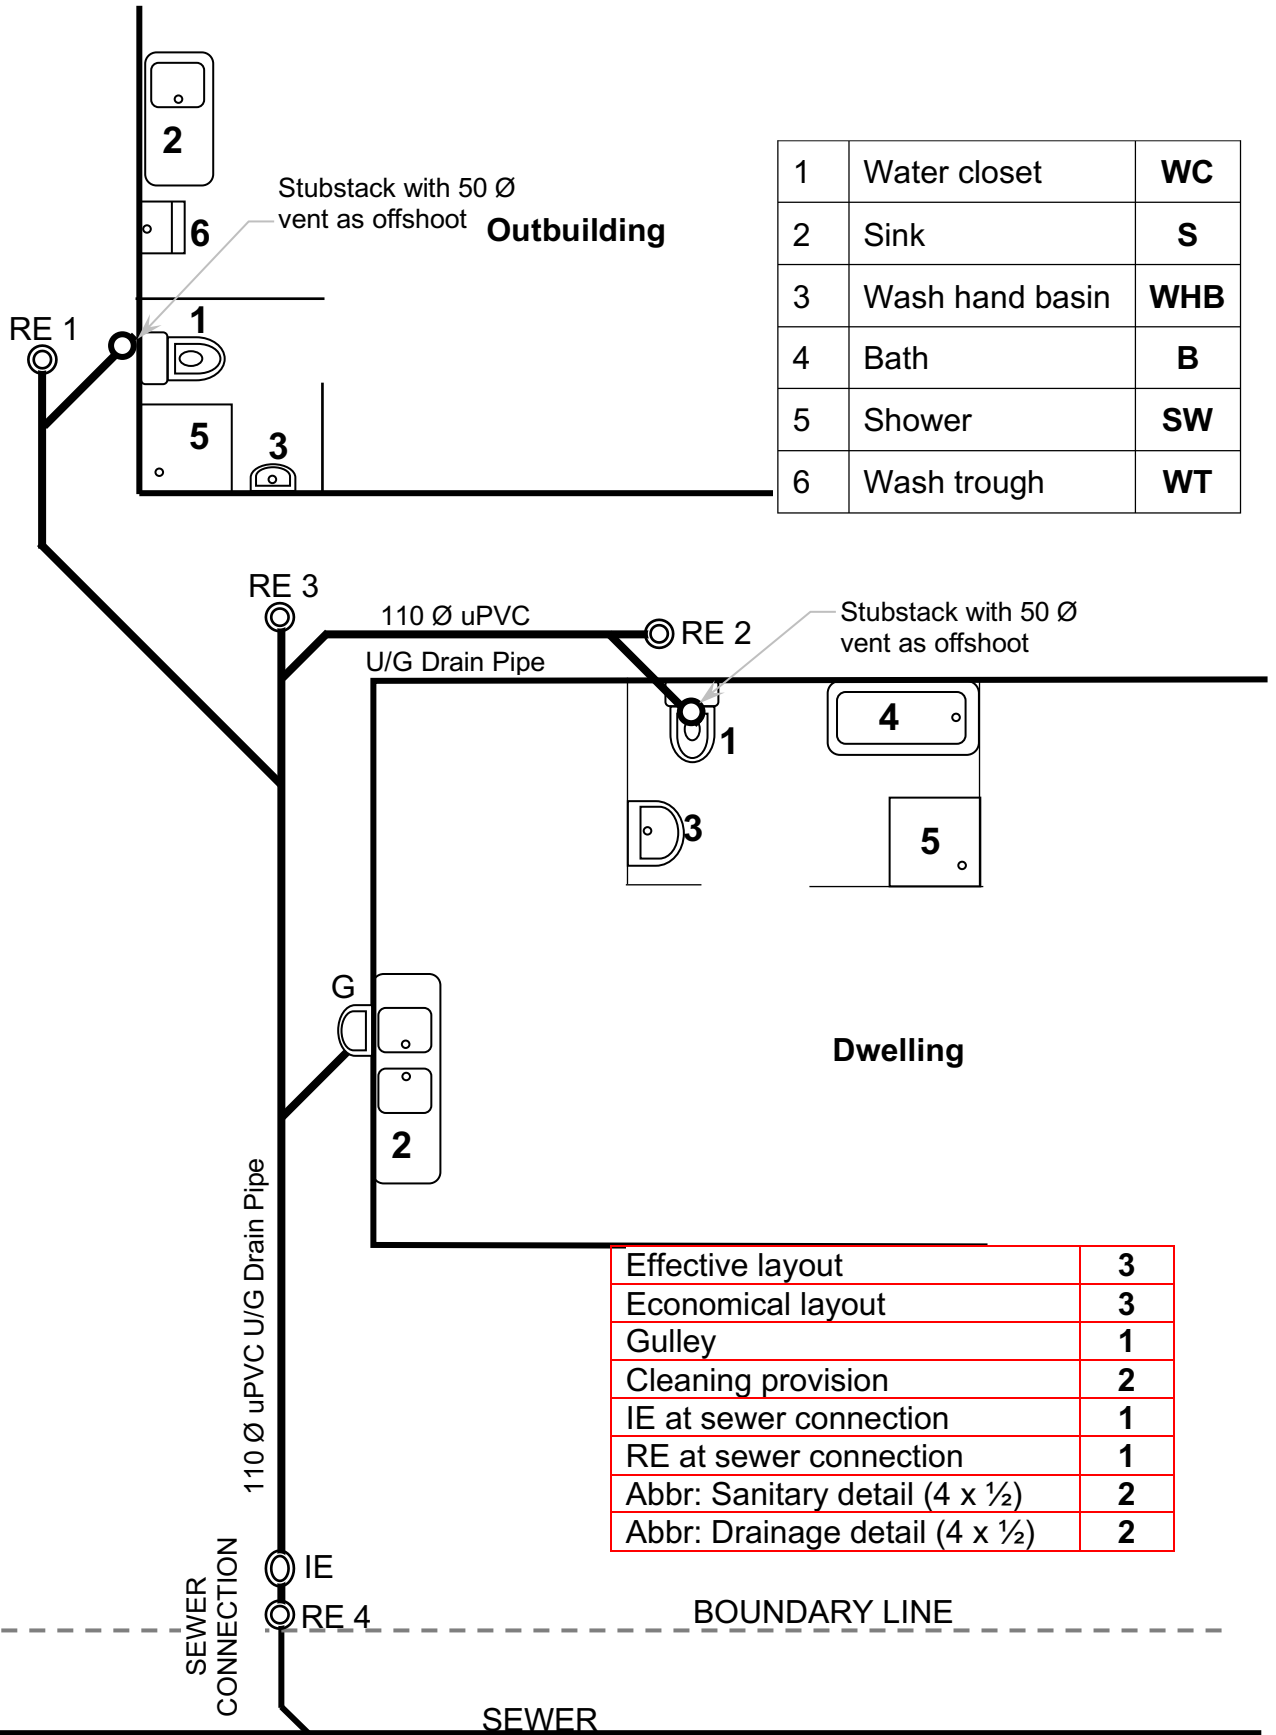 2
Stubstack with 50 Ø
vent as offshoot
6
Outbuilding
1 Water closet WC
2 Sink S
3 Wash hand basin WHB
4 Bath B
5 Shower SW
6 Wash trough WT
RE 1
1
5
3
RE 3
110 Ø uPVC
RE 2
U/G Drain Pipe
Stubstack with 50 Ø
vent as offshoot
1
4
3
5
G
2
Dwelling
110 Ø uPVC U/G Drain Pipe
Effective layout 3
Economical layout 3
Gulley 1
Cleaning provision 2
IE at sewer connection 1
RE at sewer connection 1
Abbr: Sanitary detail (4 x ½) 2
Abbr: Drainage detail (4 x ½) 2
IE
RE 4
SEWER
CONNECTION
BOUNDARY LINE
SEWER